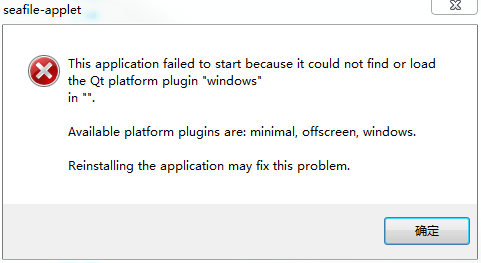 seafile-applet
This application failed to start because it could not find or load
the Qt platform plugin "windows"
in "".
Available platform plugins are: minimal, offscreen, windows.
Reinstalling the application may fix this problem.
确定